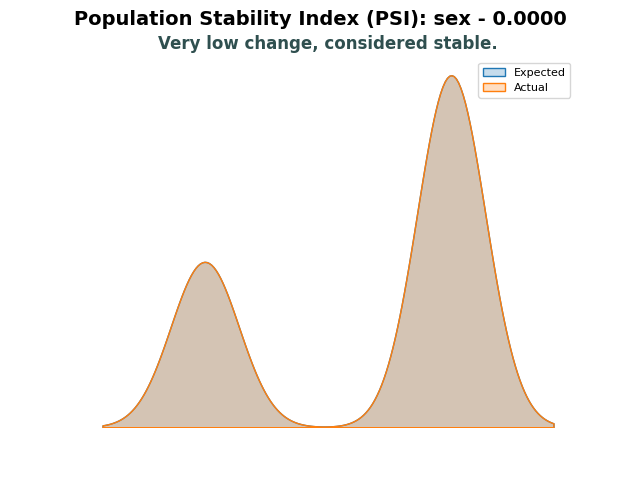 Population Stability Index (PSI): sex - 0.0000
Very low change, considered stable.
Expected
Actual